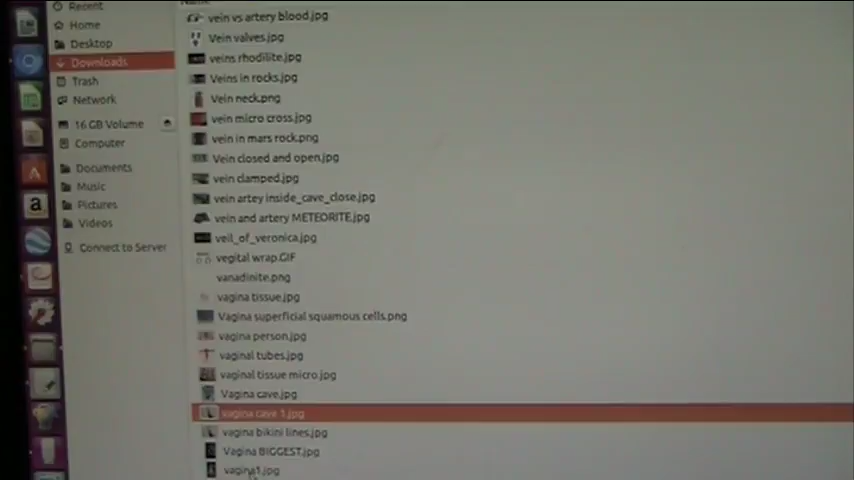 Recent
Home
Desktop
Downloads
Trash
Network
16 GB Volume
Computer
Documents
Music
Pictures
Videos
Connect to Server
vein vs artery blood.jpg
Vein valves.jpg
veins rhodilite.jpg
Veins in rocks.jpg
Vein neck.png
vein micro cross.jpg
vein in mars rock.png
Vein closed and open.jpg
vein clamped.jpg
vein artey inside_cave_close.jpg
vein and artery METEORITE.jpg
veil_of_veronica.jpg
vegital wrap.GIF
vanadinite.png
vagina tissue.jpg
Vagina superficial squamous cells.png
vagina person.jpg
vaginal tubes.jpg
vaginal tissue micro.jpg
Vagina cave.jpg
vagina cave 1.jpg
vagina bikini lines.jpg
Vagina BIGGEST.jpg
vagina1.jpg